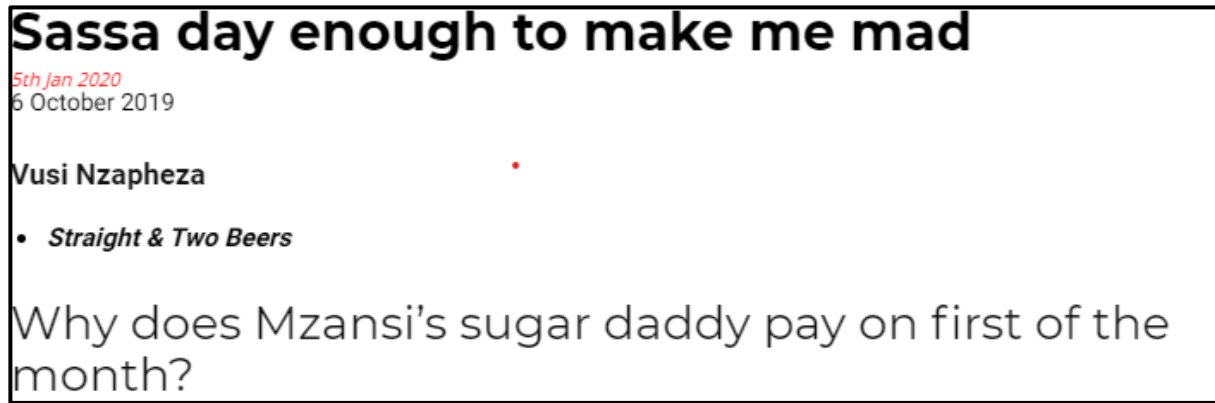 Sassa day enough to make me mad
5th Jan 2020
6 October 2019
Vusi Nzapheza
• Straight & Two Beers
Why does Mzansi’s sugar daddy pay on first of the
month?